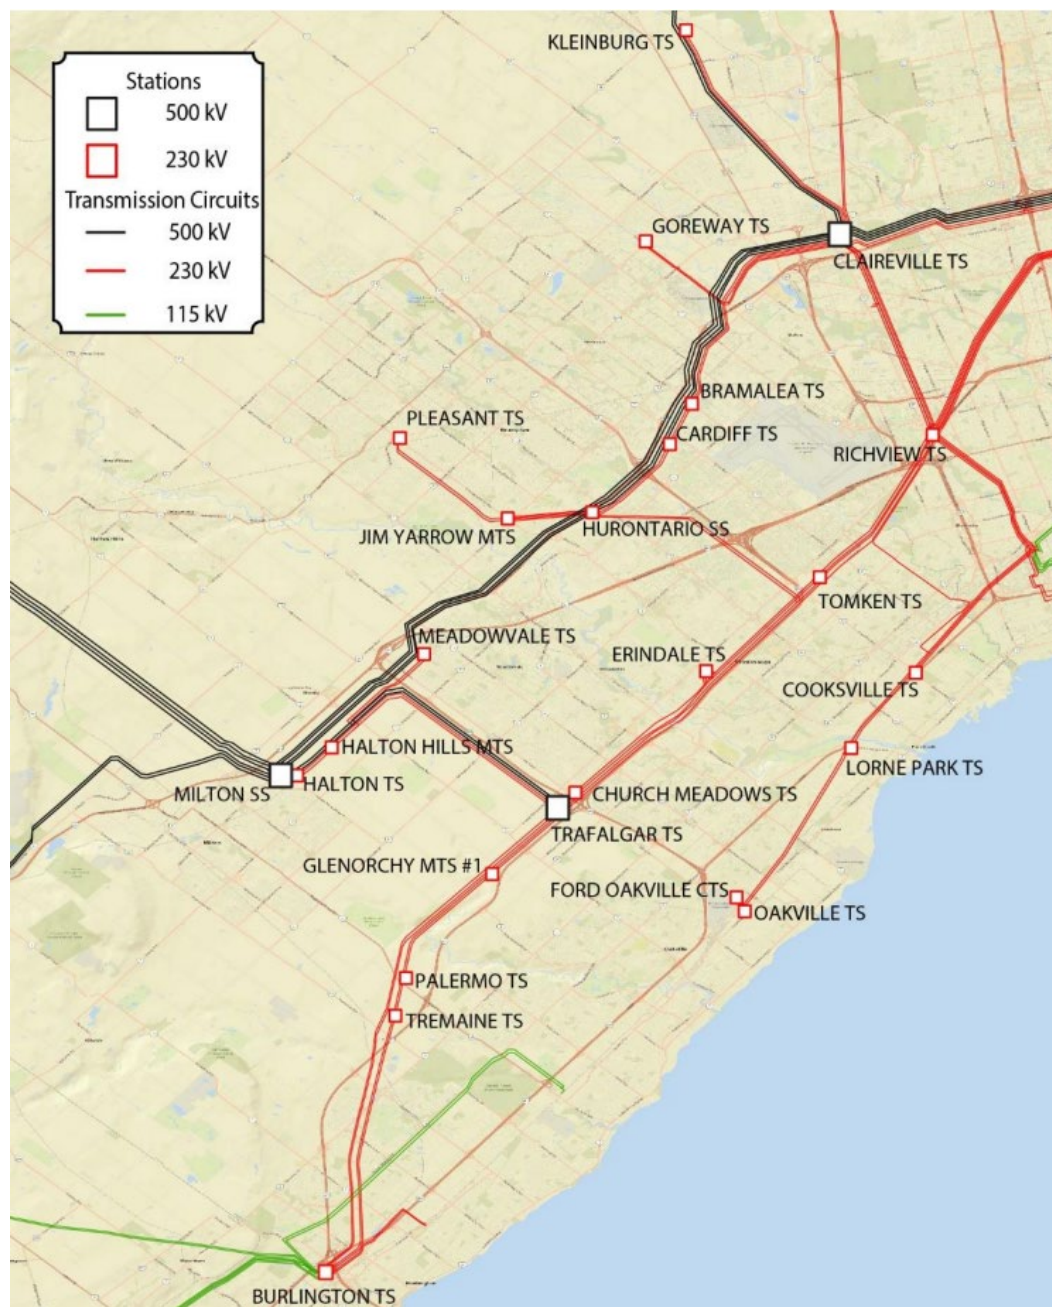 Stations
500 kV
230 kV
Transmission Circuits
500 kV
230 kV
115 kV
KLEINBURG TS
GOREWAY TS
CLAIREVILLE TS
BRAMALEA TS
PLEASANT TS
CARDIFF TS
RICHVIEW TS
JIM YARROW MTS
HURONTARIO SS
TOMKEN TS
MEADOWVALE TS
ERINDALE TS
COOKSVILLE TS
HALTON HILLS MTS
LORNE PARK TS
HALTON TS
MILTON SS
CHURCH MEADOWS TS
TRAFALGAR TS
GLENORCHY MTS #1
FORD OAKVILLE CTS
OAKVILLE TS
PALERMO TS
TREMAINE TS
BURLINGTON TS